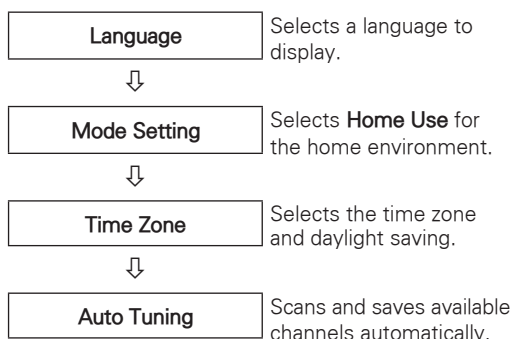 Language
Selects a language to
display.
Mode Setting
Selects Home Use for
the home environment.
Time Zone
Selects the time zone
and daylight saving.
Auto Tuning
Scans and saves available
channels automatically.